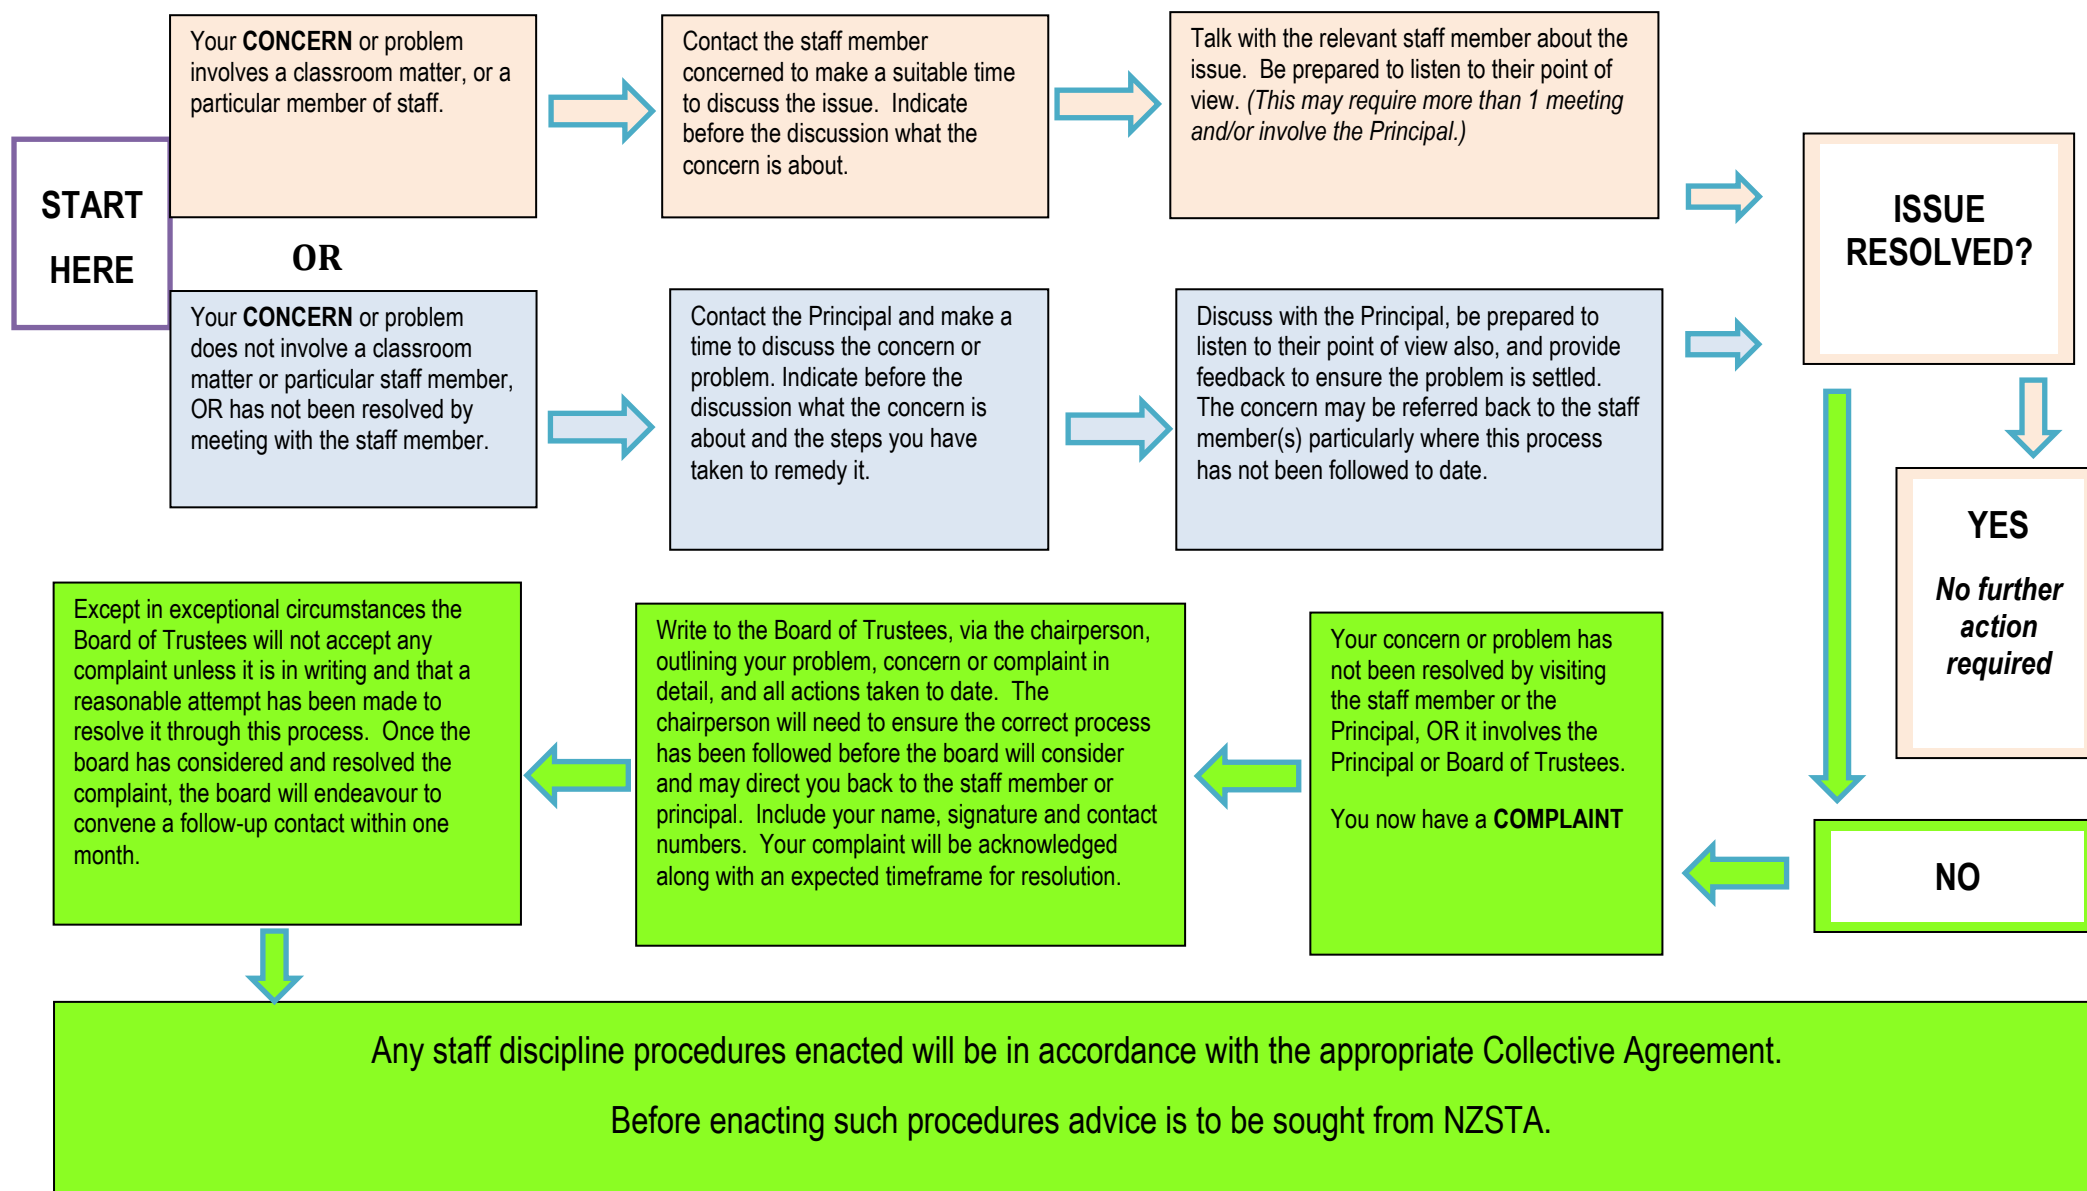 START
HERE
Your CONCERN or problem
involves a classroom matter, or a
particular member of staff.
Contact the staff member
concerned to make a suitable time
to discuss the issue.  Indicate
before the discussion what the
concern is about.
Talk with the relevant staff member about the
issue.  Be prepared to listen to their point of
view. (This may require more than 1 meeting
and/or involve the Principal.)
OR
Your CONCERN or problem
does not involve a classroom
matter or particular staff member,
OR has not been resolved by
meeting with the staff member.
Contact the Principal and make a
time to discuss the concern or
problem. Indicate before the
discussion what the concern is
about and the steps you have
taken to remedy it.
Discuss with the Principal, be prepared to
listen to their point of view also, and provide
feedback to ensure the problem is settled.
The concern may be referred back to the staff
member(s) particularly where this process
has not been followed to date.
ISSUE
RESOLVED?
YES
No further
action
required
NO
Your concern or problem has
not been resolved by visiting
the staff member or the
Principal, OR it involves the
Principal or Board of Trustees.
You now have a COMPLAINT
Write to the Board of Trustees, via the chairperson,
outlining your problem, concern or complaint in
detail, and all actions taken to date.  The
chairperson will need to ensure the correct process
has been followed before the board will consider
and may direct you back to the staff member or
principal.  Include your name, signature and contact
numbers.  Your complaint will be acknowledged
along with an expected timeframe for resolution.
Except in exceptional circumstances the
Board of Trustees will not accept any
complaint unless it is in writing and that a
reasonable attempt has been made to
resolve it through this process.  Once the
board has considered and resolved the
complaint, the board will endeavour to
convene a follow-up contact within one
month.
Any staff discipline procedures enacted will be in accordance with the appropriate Collective Agreement.
Before enacting such procedures advice is to be sought from NZSTA.